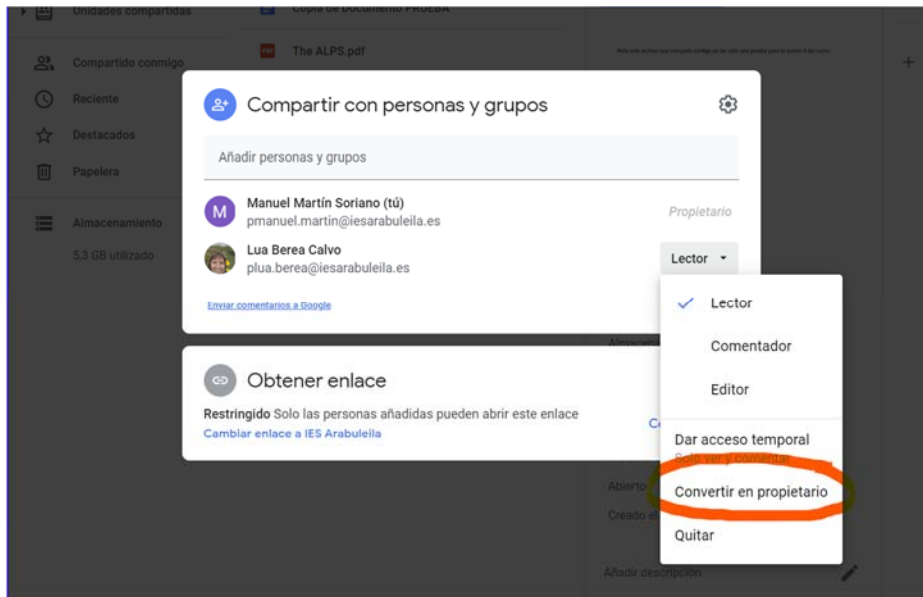 Unidades compartidas
Copia de Documento PRUEBA
Compartido conmigo
PDF The ALPS.pdf
Reciente
Destacados
Papelera
Almacenamiento
5,3 GB utilizado
Compartir con personas y grupos
Añadir personas y grupos
M
Manuel Martín Soriano (tú)
pmanuel.martin@iesarabuleila.es
Propietario
Lua Berea Calvo
plua.berea@iesarabuleila.es
Lector
Enviar comentarios a Google
Lector
Comentador
Editor
Dar acceso temporal
Solo ver y comentar
Convertir en propietario
Quitar
Obtener enlace
Restringido Solo las personas añadidas pueden abrir este enlace
Cambiar enlace a IES Arabuleila
Abierto
Creado el
Añadir descripción